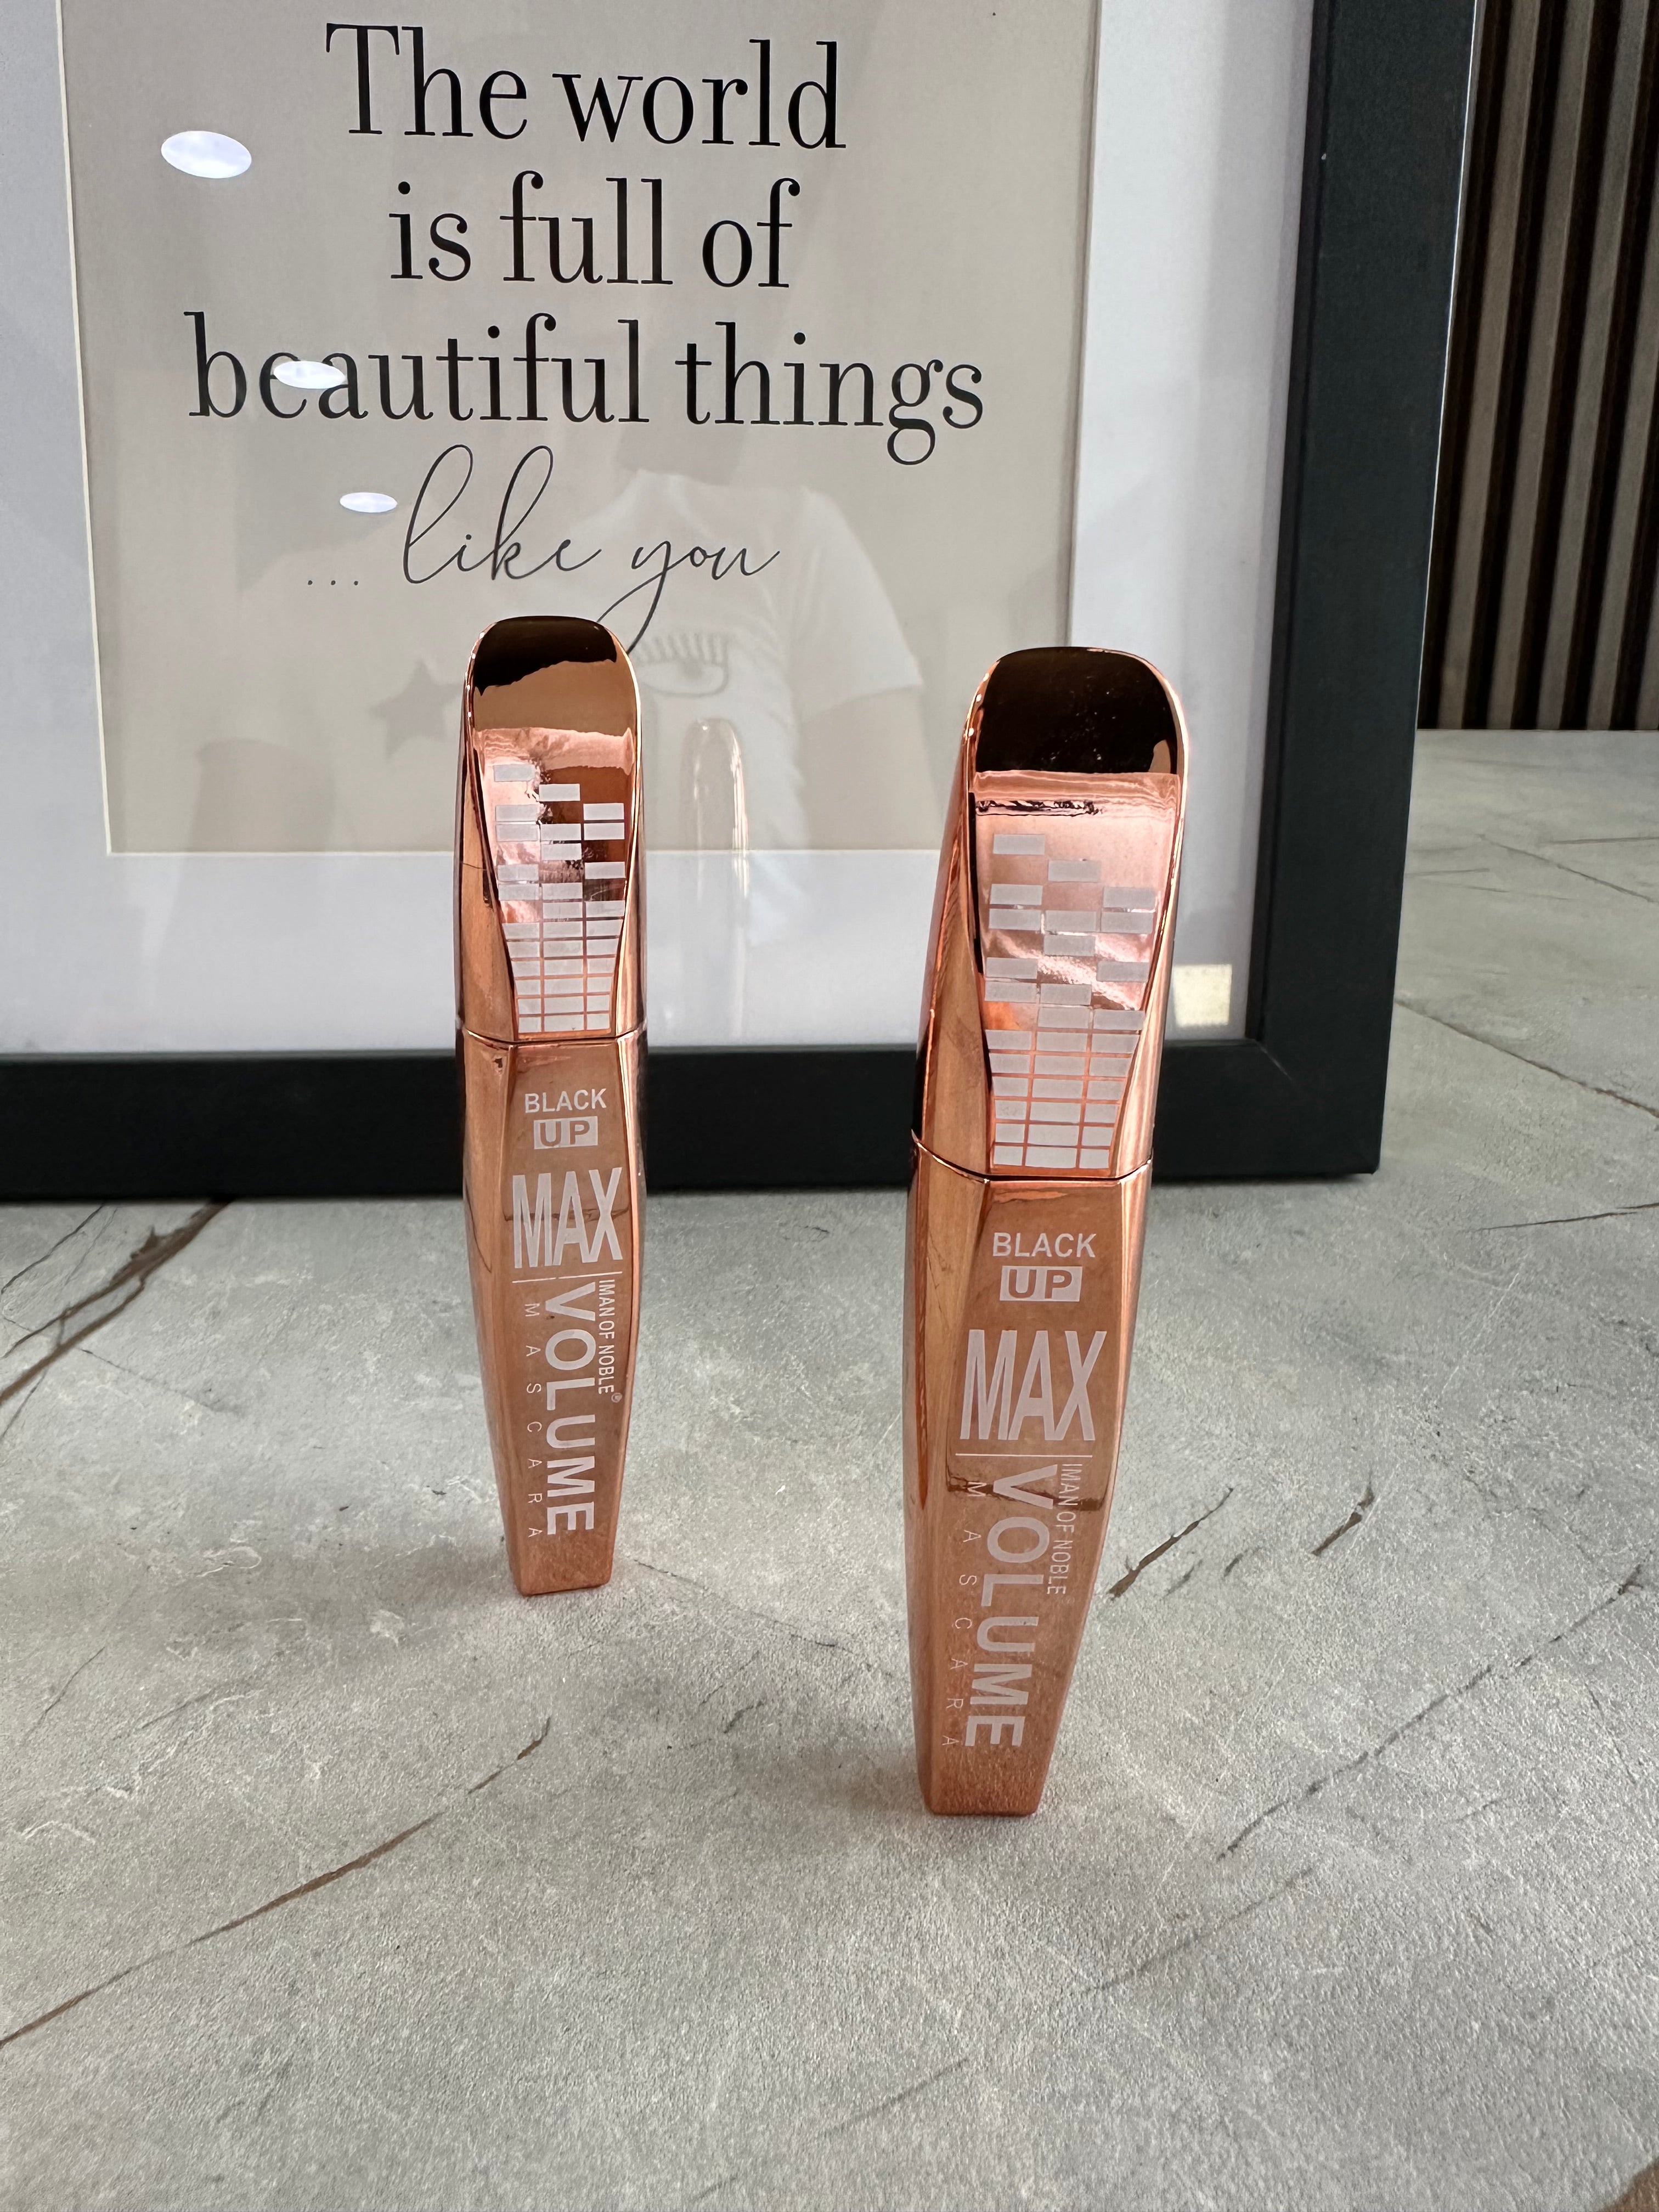 The world
is full of
beautiful things
... like you
BLACK
UP
MAX
IMAN OF NOBLE®
VOLUME
MASCARA
BLACK
UP
MAX
IMAN OF NOBLE
VOLUME
MASCARA